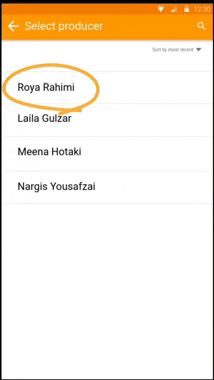 12:30
Select producer
Sort by most recent
Roya Rahimi
Laila Gulzar
Meena Hotaki
Nargis Yousafzai